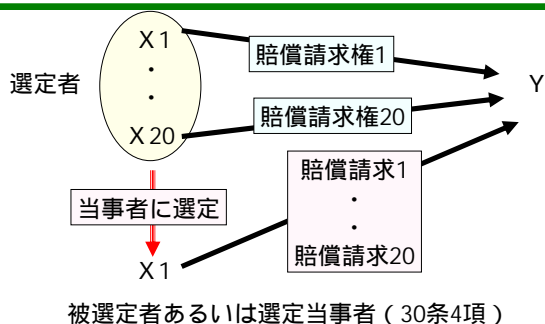 X1
・
・
X20
選定者
賠償請求権1
賠償請求権20
Y
当事者に選定
X1
賠償請求1
・
・
賠償請求20
被選定者あるいは選定当事者（30条4項）